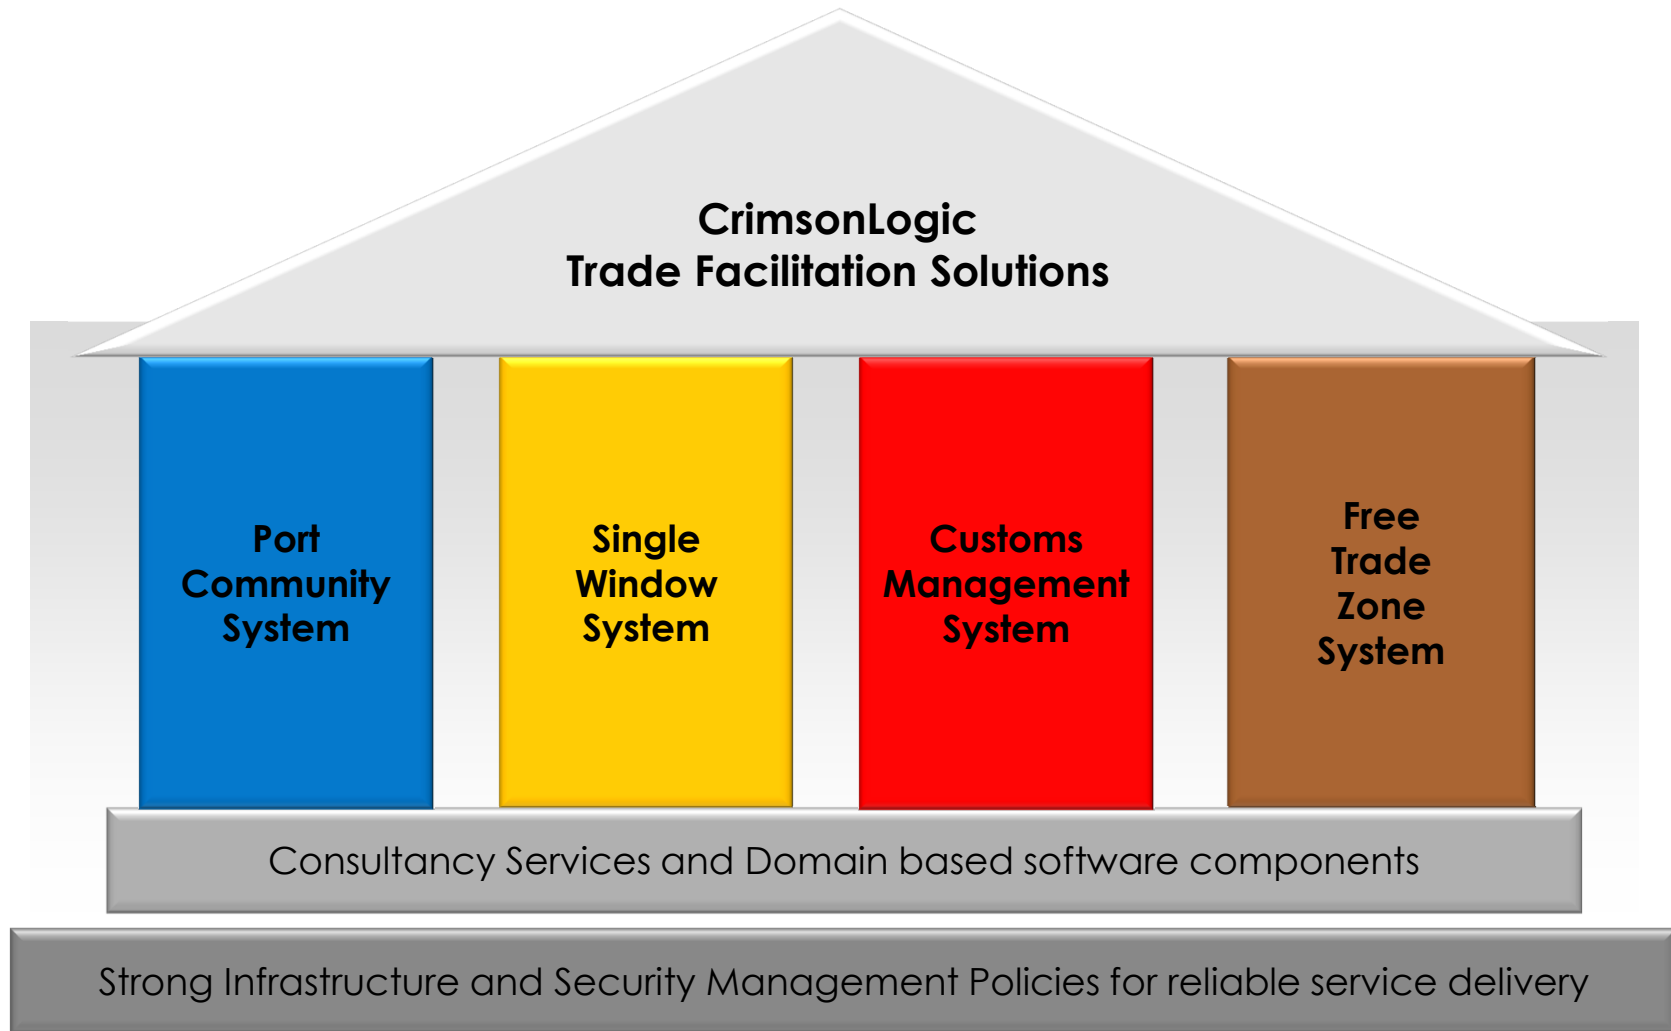 CrimsonLogic
Trade Facilitation Solutions
Port
Community
System
Single
Window
System
Customs
Management
System
Free
Trade
Zone
System
Consultancy Services and Domain based software components
Strong Infrastructure and Security Management Policies for reliable service delivery